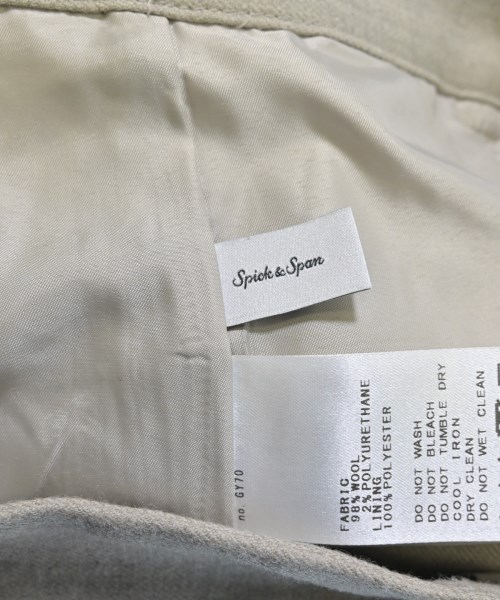 Spick & Span
no. GY70
FABRIC
98% WOOL
2% POLYURETHANE
LINING
100% POLYESTER
DO NOT WASH
DO NOT BLEACH
DO NOT TUMBLE DRY
COOL IRON
DRY CLEAN
DO NOT WET CLEAN